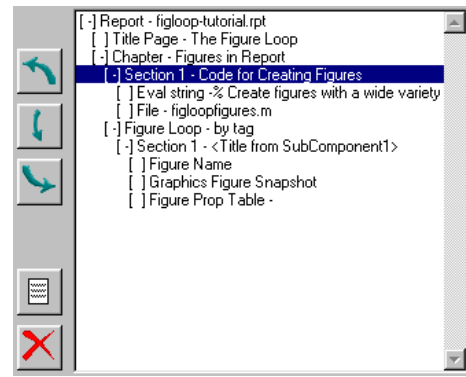 [-] Report - figloop-tutorial.rpt
[ ] Title Page - The Figure Loop
[-] Chapter - Figures in Report
[-] Section 1 - Code for Creating Figures
[ ] Eval string -% Create figures with a wide variety
[ ] File - figloopfigures.m
[-] Figure Loop - by tag
[-] Section 1 - <Title from SubComponent1>
[ ] Figure Name
[ ] Graphics Figure Snapshot
[ ] Figure Prop Table -